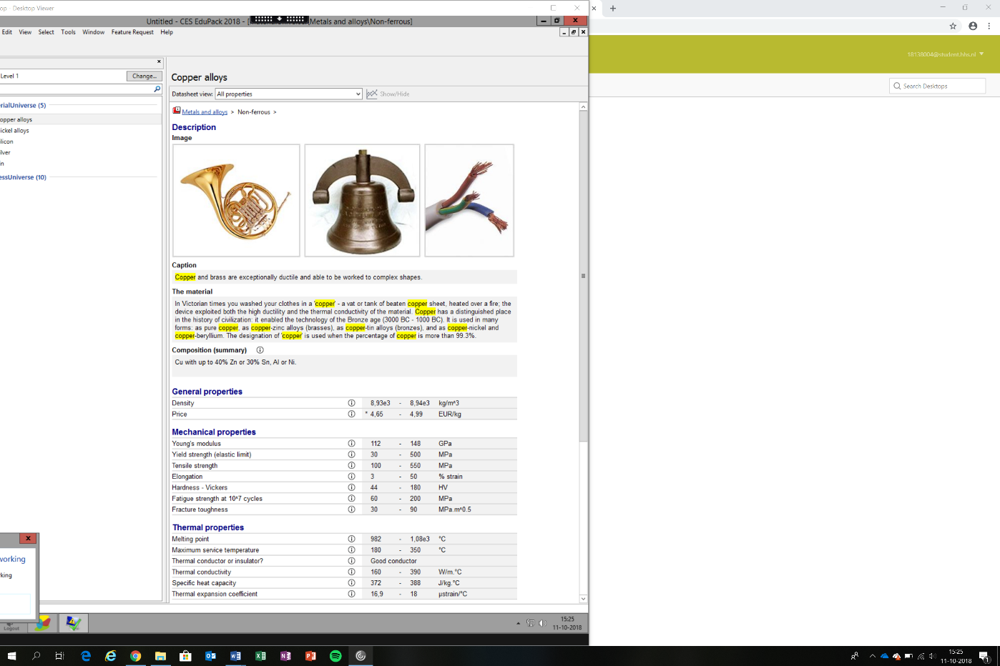 op - Desktop Viewer
Untitled - CES EduPack 2018 - [ \Metals and alloys\Non-ferrous]
Edit View Select Tools Window Feature Request Help
18138004@student.hhs.nl
Search Desktops
Level 1
Change...
erialUniverse (5)
opper alloys
ickel alloys
ilicon
ilver
in
essUniverse (10)
Copper alloys
Datasheet view: All properties Show/Hide
Metals and alloys > Non-ferrous >
Description
Image
Caption
Copper and brass are exceptionally ductile and able to be worked to complex shapes.
The material
In Victorian times you washed your clothes in a 'copper' - a vat or tank of beaten copper sheet, heated over a fire; the
device exploited both the high ductility and the thermal conductivity of the material. Copper has a distinguished place
in the history of civilization: it enabled the technology of the Bronze age (3000 BC - 1000 BC). It is used in many
forms: as pure copper, as copper-zinc alloys (brasses), as copper-tin alloys (bronzes), and as copper-nickel and
copper-beryllium. The designation of 'copper' is used when the percentage of copper is more than 99.3%.
Composition (summary)
Cu with up to 40% Zn or 30% Sn, Al or Ni.
General properties
Density 8,93e3 - 8,94e3 kg/m^3
Price * 4,65 - 4,99 EUR/kg
Mechanical properties
Young's modulus 112 - 148 GPa
Yield strength (elastic limit) 30 - 500 MPa
Tensile strength 100 - 550 MPa
Elongation 3 - 50 % strain
Hardness - Vickers 44 - 180 HV
Fatigue strength at 10^7 cycles 60 - 200 MPa
Fracture toughness 30 - 90 MPa.m^0.5
Thermal properties
Melting point 982 - 1,08e3 °C
Maximum service temperature 180 - 350 °C
Thermal conductor or insulator? Good conductor
Thermal conductivity 160 - 390 W/m.°C
Specific heat capacity 372 - 388 J/kg.°C
Thermal expansion coefficient 16,9 - 18 µstrain/°C
working
king
Logout
15:25
11-10-2018
15:25
11-10-2018
1